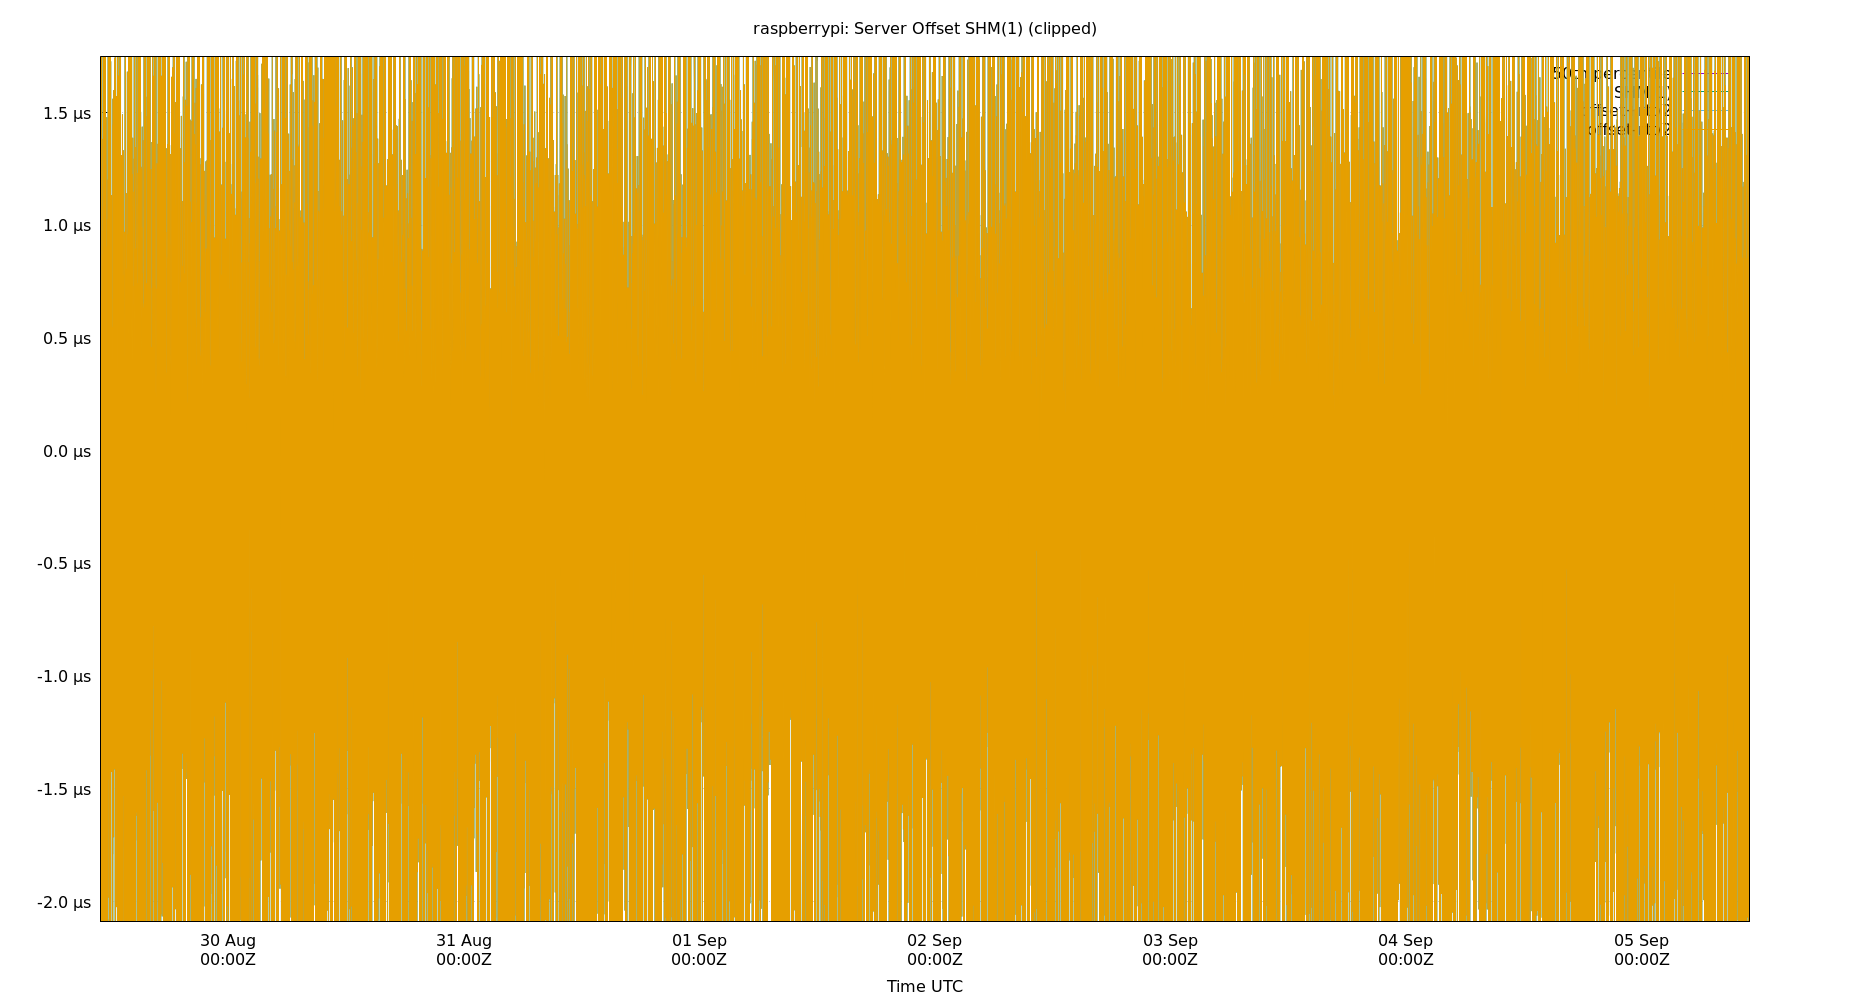 raspberrypi: Server Offset SHM(1) (clipped)
1.5 µs
1.0 µs
0.5 µs
0.0 µs
-0.5 µs
-1.0 µs
-1.5 µs
-2.0 µs
30 Aug 31 Aug 01 Sep 02 Sep 03 Sep 04 Sep 05 Sep
00:00Z 00:00Z 00:00Z 00:00Z 00:00Z 00:00Z 00:00Z
Time UTC